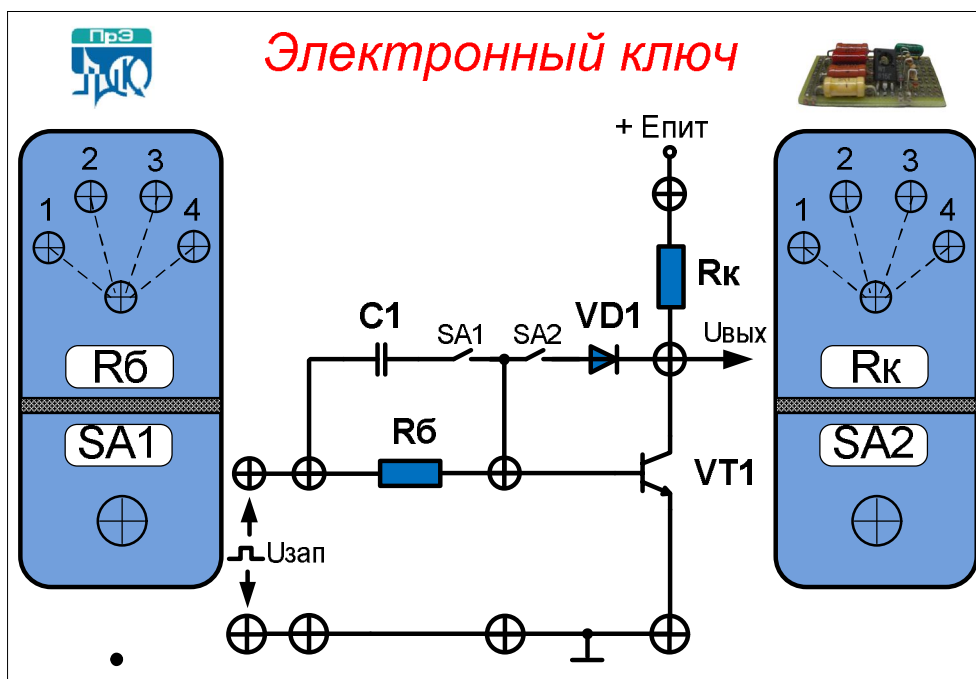 ПрЭ
Электронный ключ
+ Епит
1 2 3 4
Rб
SA1
C1
SA1
SA2
VD1
Rк
Uвых
Rб
VT1
Uзап
1 2 3 4
Rк
SA2